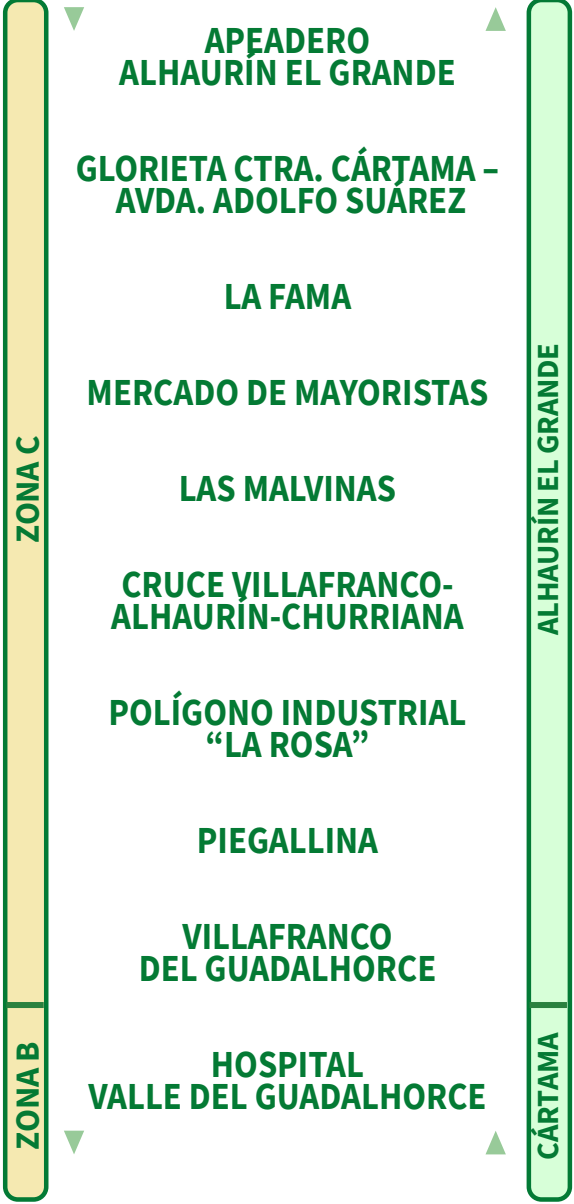 APEADERO
ALHAURÍN EL GRANDE
GLORIETA CTRA. CÁRTAMA –
AVDA. ADOLFO SUÁREZ
LA FAMA
MERCADO DE MAYORISTAS
LAS MALVINAS
CRUCE VILLAFRANCO-
ALHAURÍN-CHURRIANA
POLÍGONO INDUSTRIAL
“LA ROSA”
PIEGALLINA
VILLAFRANCO
DEL GUADALHORCE
HOSPITAL
VALLE DEL GUADALHORCE
ZONA C
ZONA B
ALHAURÍN EL GRANDE
CÁRTAMA